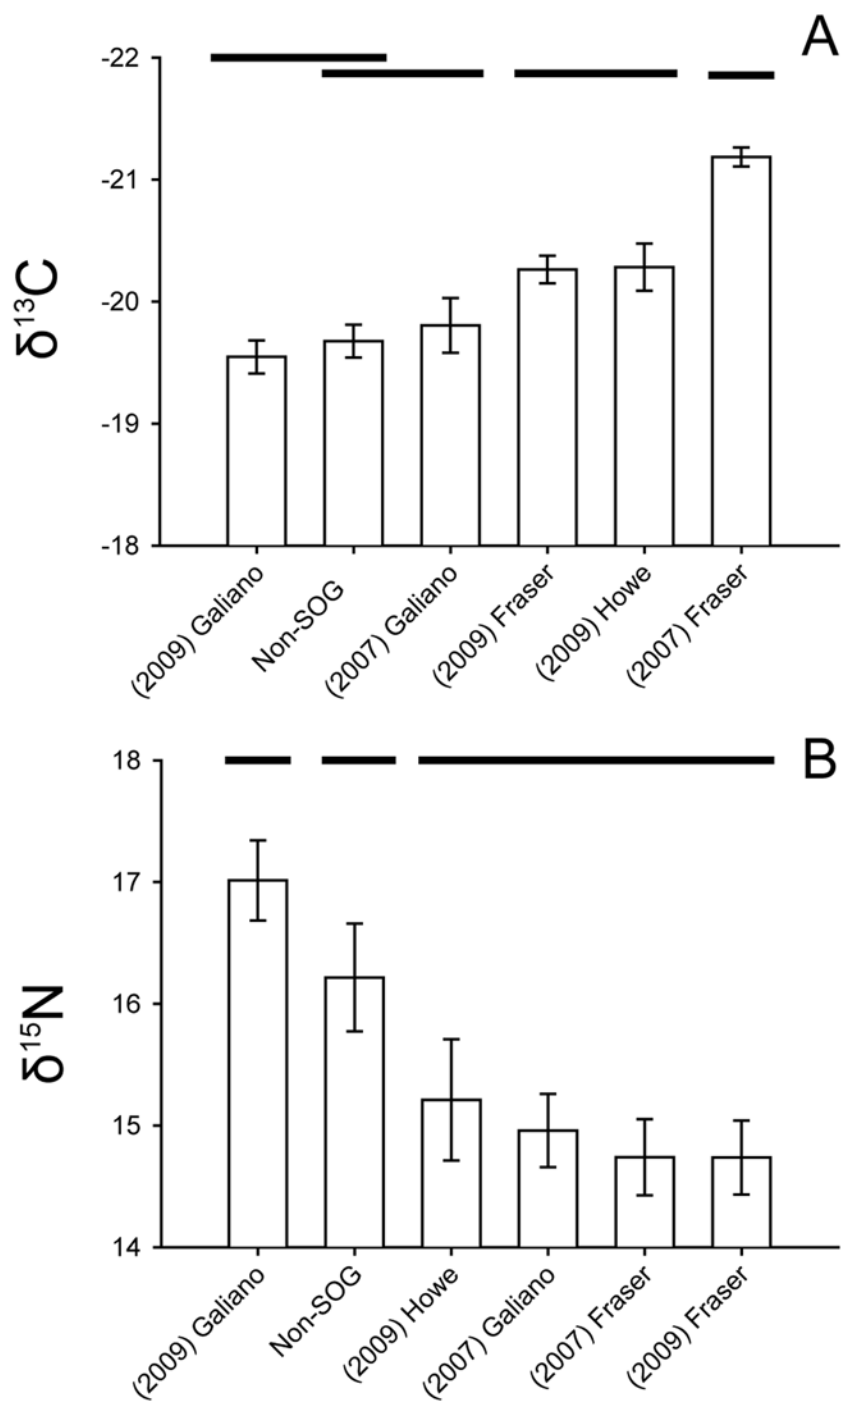 A
-22
-21
-20
-19
-18
δ13C
(2009) Galiano
Non-SOG
(2007) Galiano
(2009) Fraser
(2009) Howe
(2007) Fraser
B
18
17
16
15
14
δ15N
(2009) Galiano
Non-SOG
(2009) Howe
(2007) Galiano
(2007) Fraser
(2009) Fraser